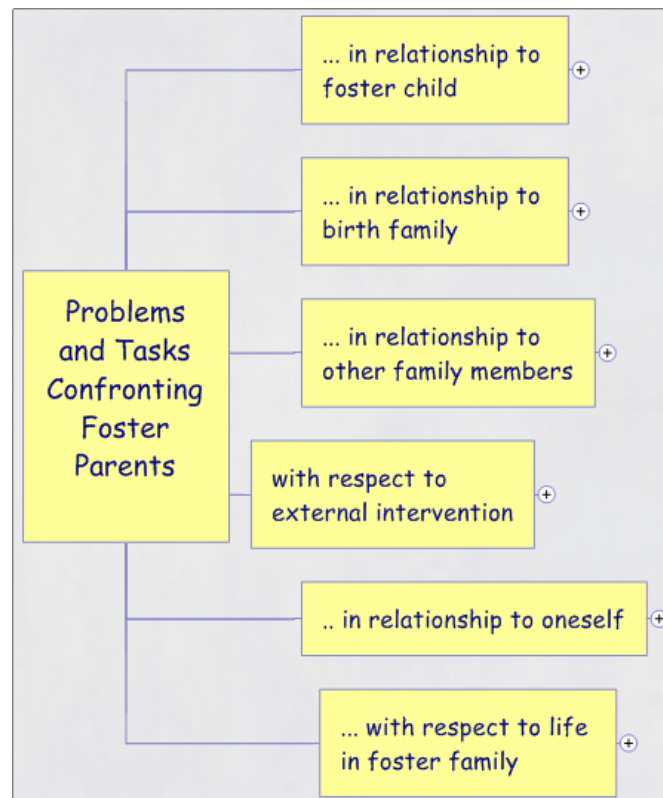 ... in relationship to
foster child
... in relationship to
birth family
Problems
and Tasks
Confronting
Foster
Parents
... in relationship to
other family members
with respect to
external intervention
.. in relationship to oneself
... with respect to life
in foster family